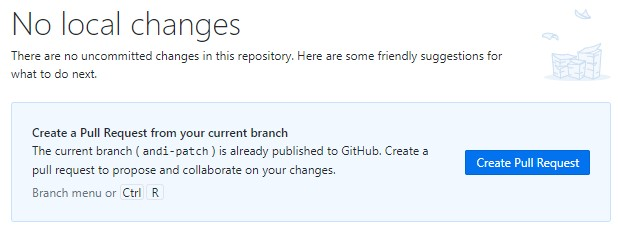 No local changes
There are no uncommitted changes in this repository. Here are some friendly suggestions for
what to do next.
Create a Pull Request from your current branch
The current branch ( andi-patch ) is already published to GitHub. Create a
pull request to propose and collaborate on your changes.
Branch menu or Ctrl R
Create Pull Request